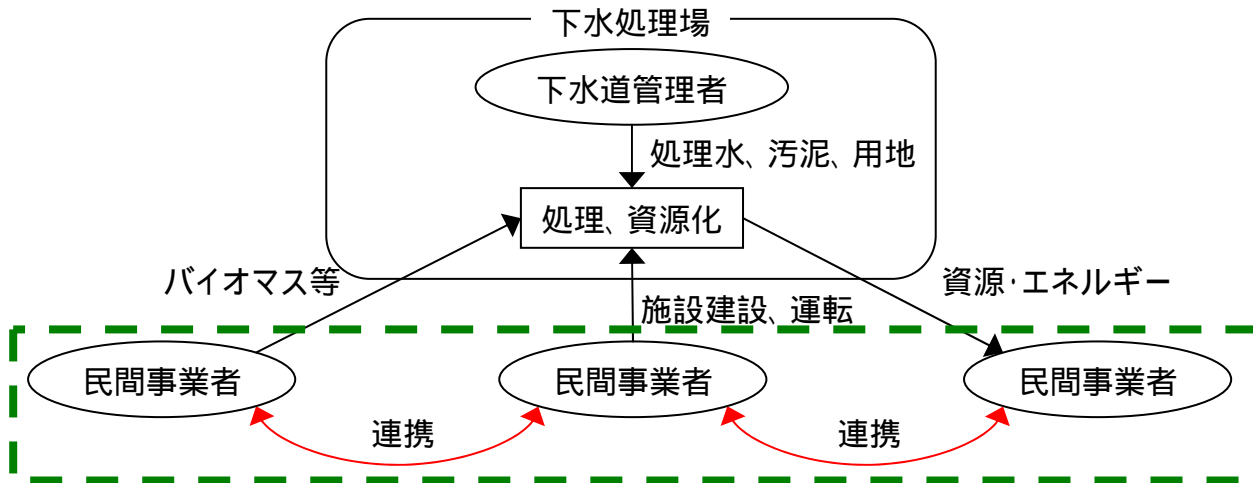 下水処理場
下水道管理者
処理水、汚泥、用地
処理、資源化
バイオマス等
資源・エネルギー
施設建設、運転
民間事業者
民間事業者
民間事業者
連携
連携